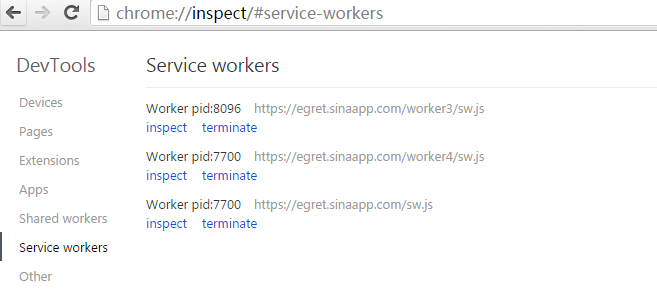 chrome://inspect/#service-workers
DevTools
Devices
Pages
Extensions
Apps
Shared workers
Service workers
Other
Service workers
Worker pid:8096 https://egret.sinaapp.com/worker3/sw.js
inspect terminate
Worker pid:7700 https://egret.sinaapp.com/worker4/sw.js
inspect terminate
Worker pid:7700 https://egret.sinaapp.com/sw.js
inspect terminate